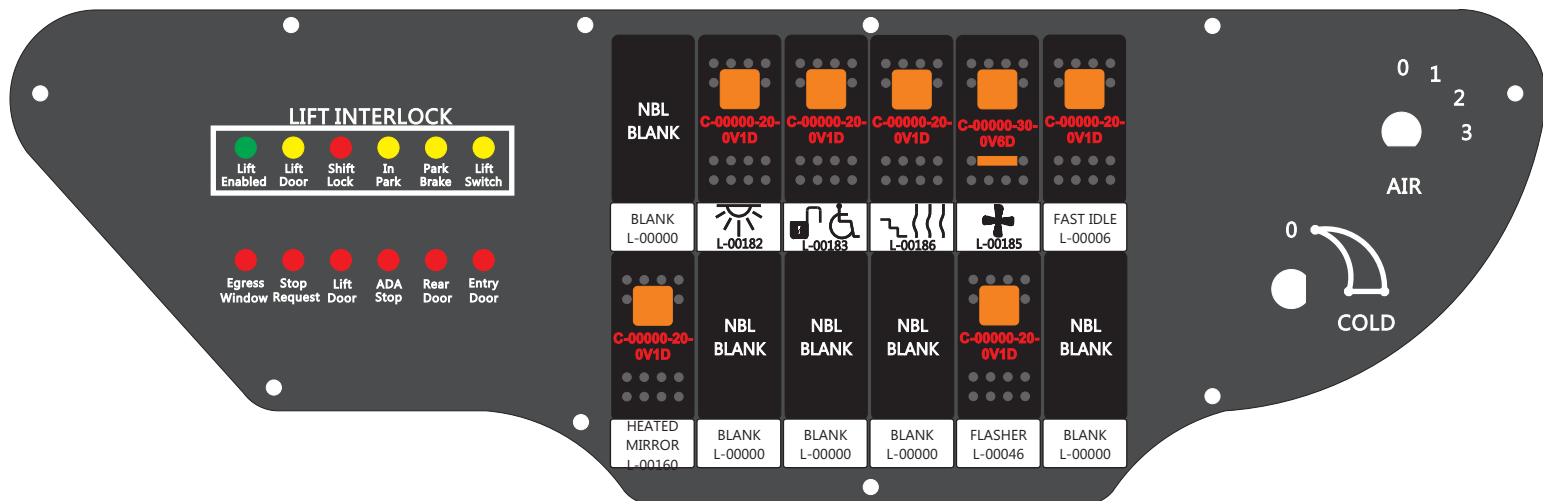 LIFT INTERLOCK
Lift
Enabled
Lift
Door
Shift
Lock
In
Park
Park
Brake
Lift
Switch
Egress
Window
Stop
Request
Lift
Door
ADA
Stop
Rear
Door
Entry
Door
NBL
BLANK
C-00000-20-
0V1D
C-00000-20-
0V1D
C-00000-20-
0V1D
C-00000-30-
0V6D
C-00000-20-
0V1D
BLANK
L-00000
L-00182
L-00183
L-00186
L-00185
FAST IDLE
L-00006
C-00000-20-
0V1D
NBL
BLANK
NBL
BLANK
NBL
BLANK
C-00000-20-
0V1D
NBL
BLANK
HEATED
MIRROR
L-00160
BLANK
L-00000
BLANK
L-00000
BLANK
L-00000
FLASHER
L-00046
BLANK
L-00000
0
1
2
3
AIR
0
COLD